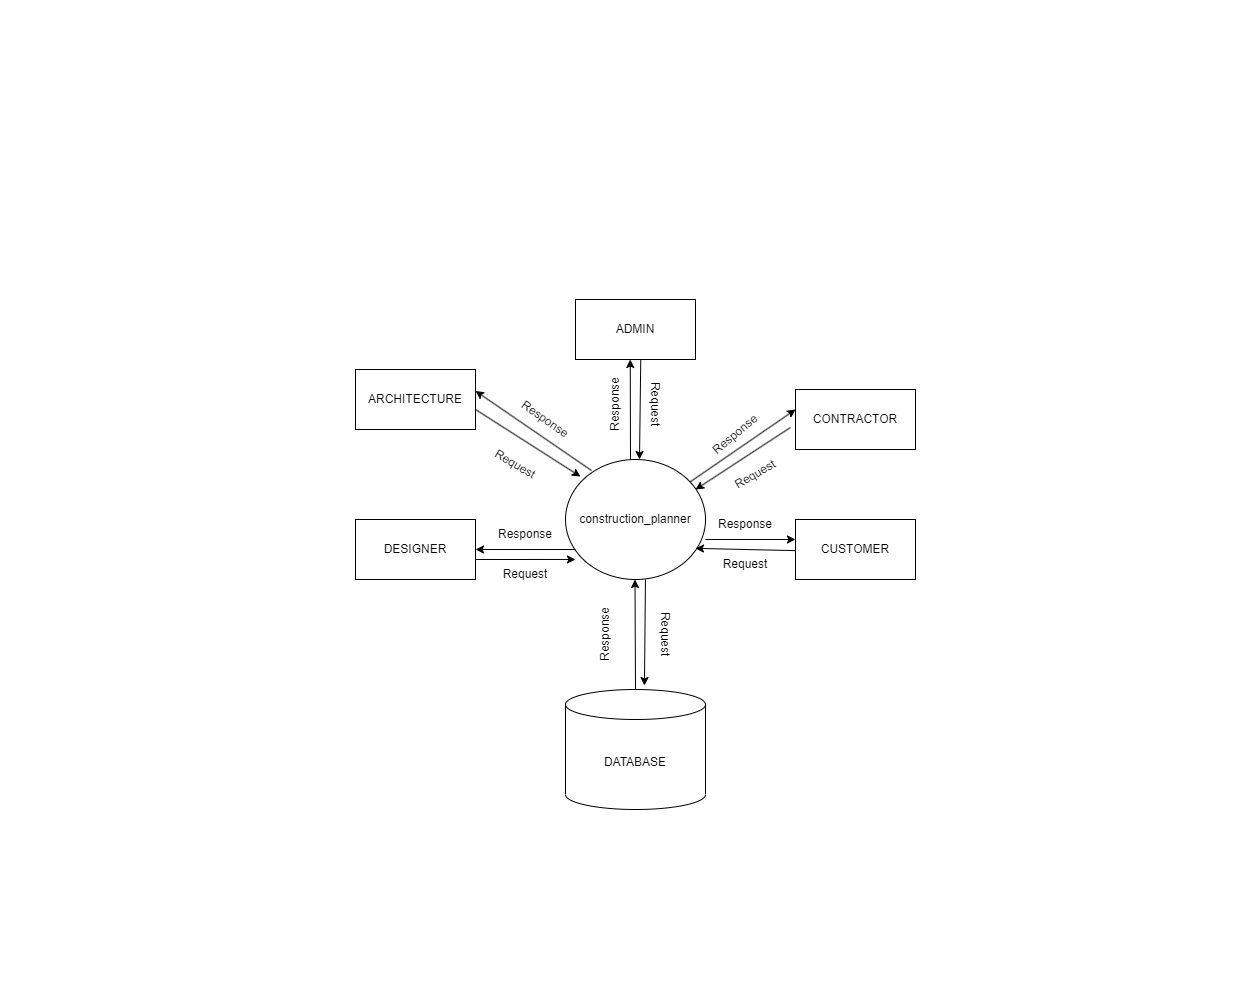 ADMIN
ARCHITECTURE
Response
Request
Response
Request
CONTRACTOR
Response
Request
construction_planner
DESIGNER
Response
Request
Response
Request
CUSTOMER
Response
Request
DATABASE